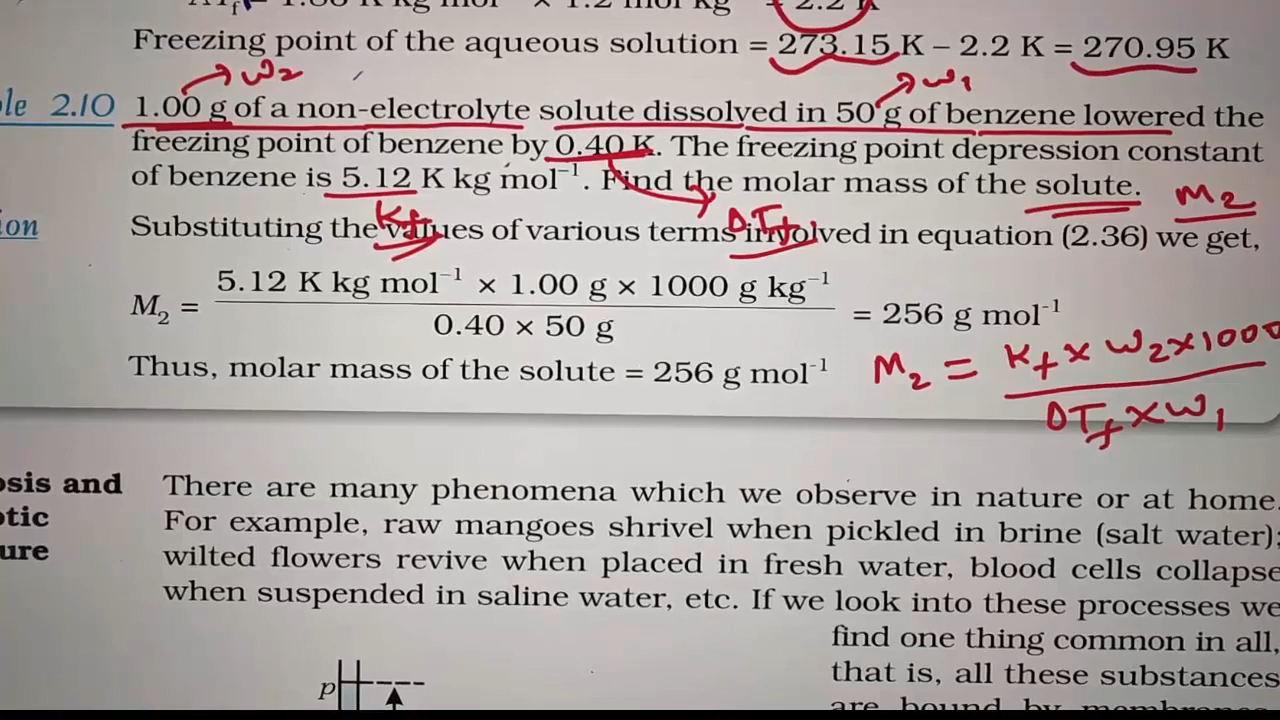 Freezing point of the aqueous solution = 273.15 K – 2.2 K = 270.95 K
w₂
w₁
le 2.10 1.00 g of a non-electrolyte solute dissolved in 50 g of benzene lowered the
freezing point of benzene by 0.40 K. The freezing point depression constant
of benzene is 5.12 K kg mol⁻¹. Find the molar mass of the solute.
M₂
Kf
ΔTf
ion Substituting the values of various terms involved in equation (2.36) we get,
M₂ = 5.12 K kg mol⁻¹ × 1.00 g × 1000 g kg⁻¹ / 0.40 × 50 g = 256 g mol⁻¹
Thus, molar mass of the solute = 256 g mol⁻¹
M₂ = Kf × w₂ × 1000 / ΔTf × w₁
osis and
otic
ure
There are many phenomena which we observe in nature or at home.
For example, raw mangoes shrivel when pickled in brine (salt water);
wilted flowers revive when placed in fresh water, blood cells collapse
when suspended in saline water, etc. If we look into these processes we
find one thing common in all,
that is, all these substances
are bound by membranes
p